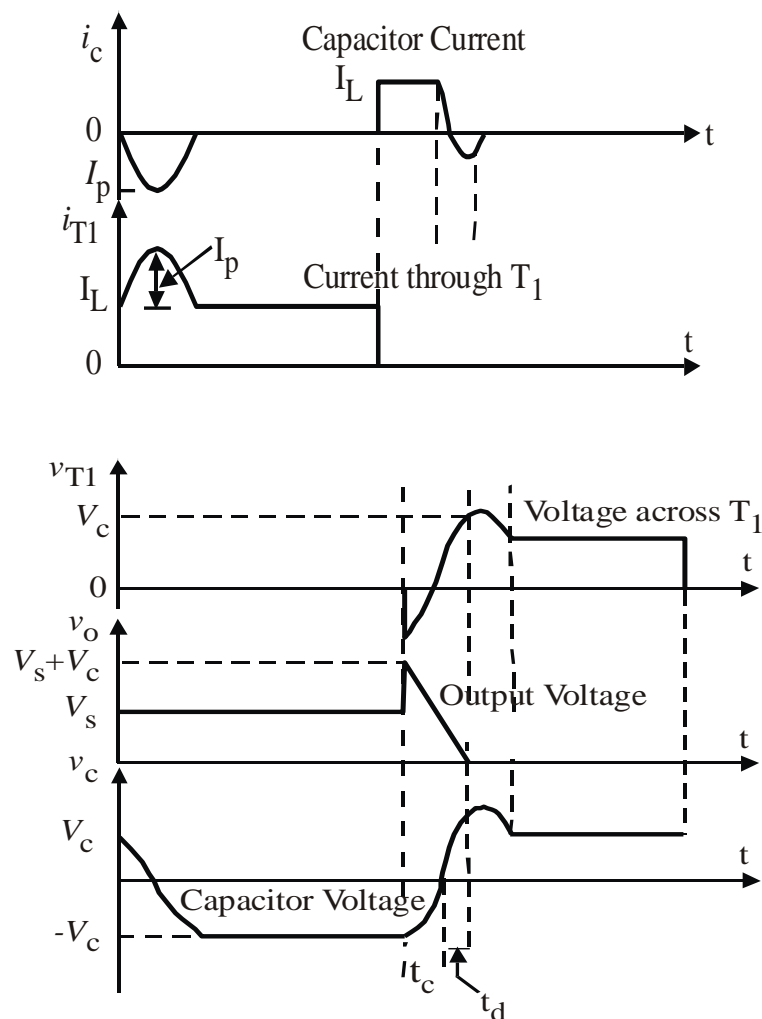 i_c
Capacitor Current
I_L
0
t
I_p
i_T1
I_p
I_L
Current through T_1
t
0
v_T1
V_c
Voltage across T_1
t
0
v_o
V_s+V_c
Output Voltage
V_s
t
v_c
V_c
t
Capacitor Voltage
-V_c
t_c
t_d